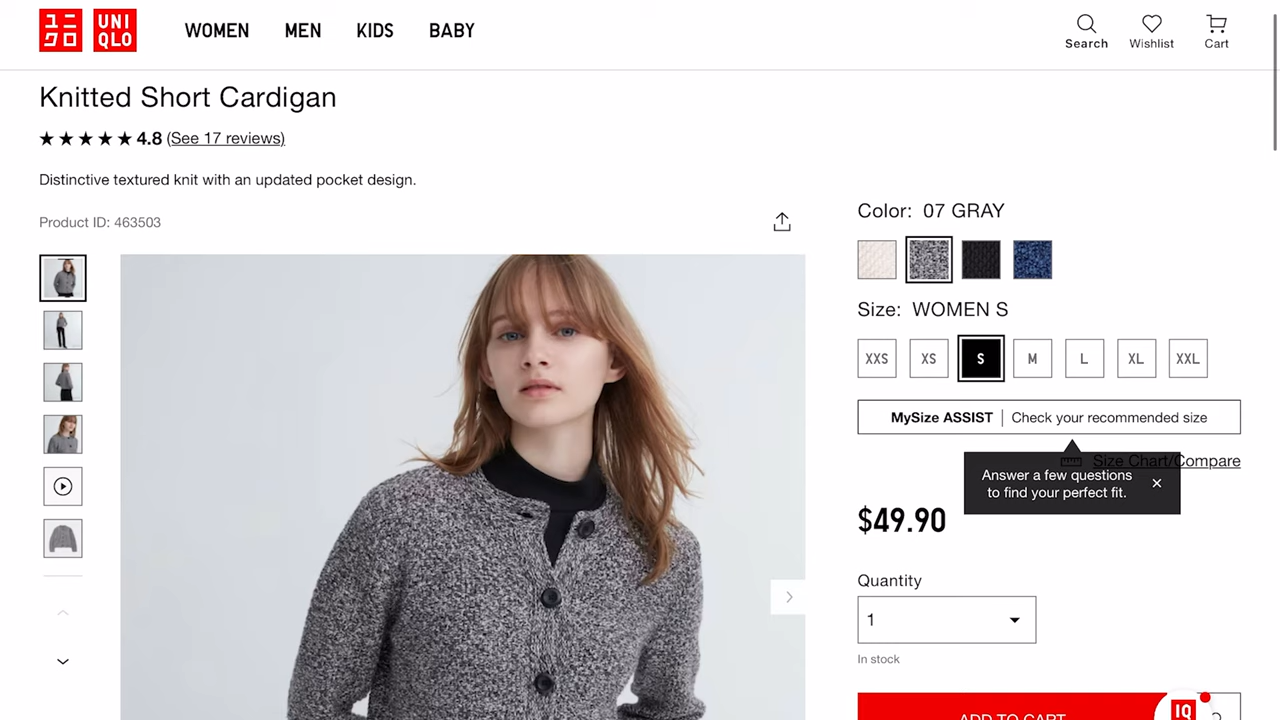 ユニ
クロ
UNI
QLO
WOMEN
MEN
KIDS
BABY
Search
Wishlist
Cart
Knitted Short Cardigan
★★★★★ 4.8 (See 17 reviews)
Distinctive textured knit with an updated pocket design.
Product ID: 463503
Color: 07 GRAY
Size: WOMEN S
XXS
XS
S
M
L
XL
XXL
MySize ASSIST | Check your recommended size
Size Chart/Compare
Answer a few questions
to find your perfect fit.
$49.90
Quantity
1
In stock
ADD TO CART
IQ